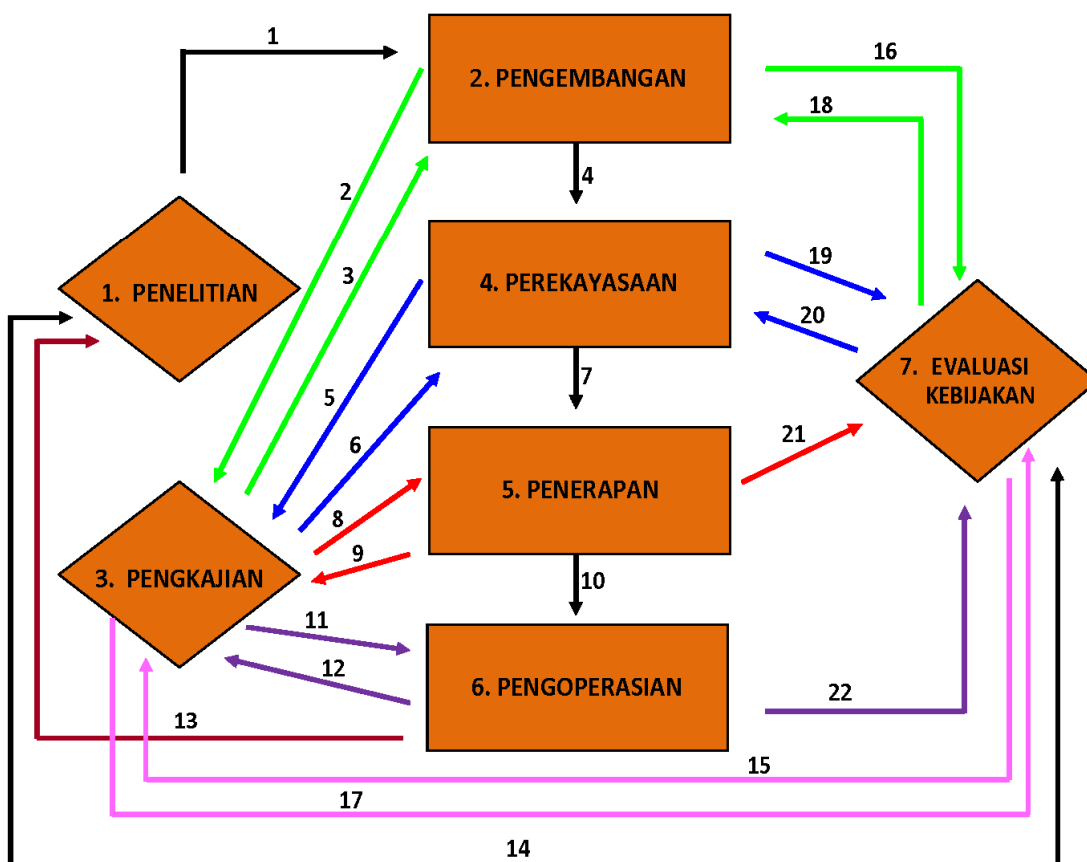 1
2. PENGEMBANGAN
16
18
2
4
3
1. PENELITIAN
4. PEREKAYASAAN
19
20
7. EVALUASI
KEBIJAKAN
5
6
7
21
8
5. PENERAPAN
9
3. PENGKAJIAN
10
11
12
6. PENGOPERASIAN
13
22
15
17
14